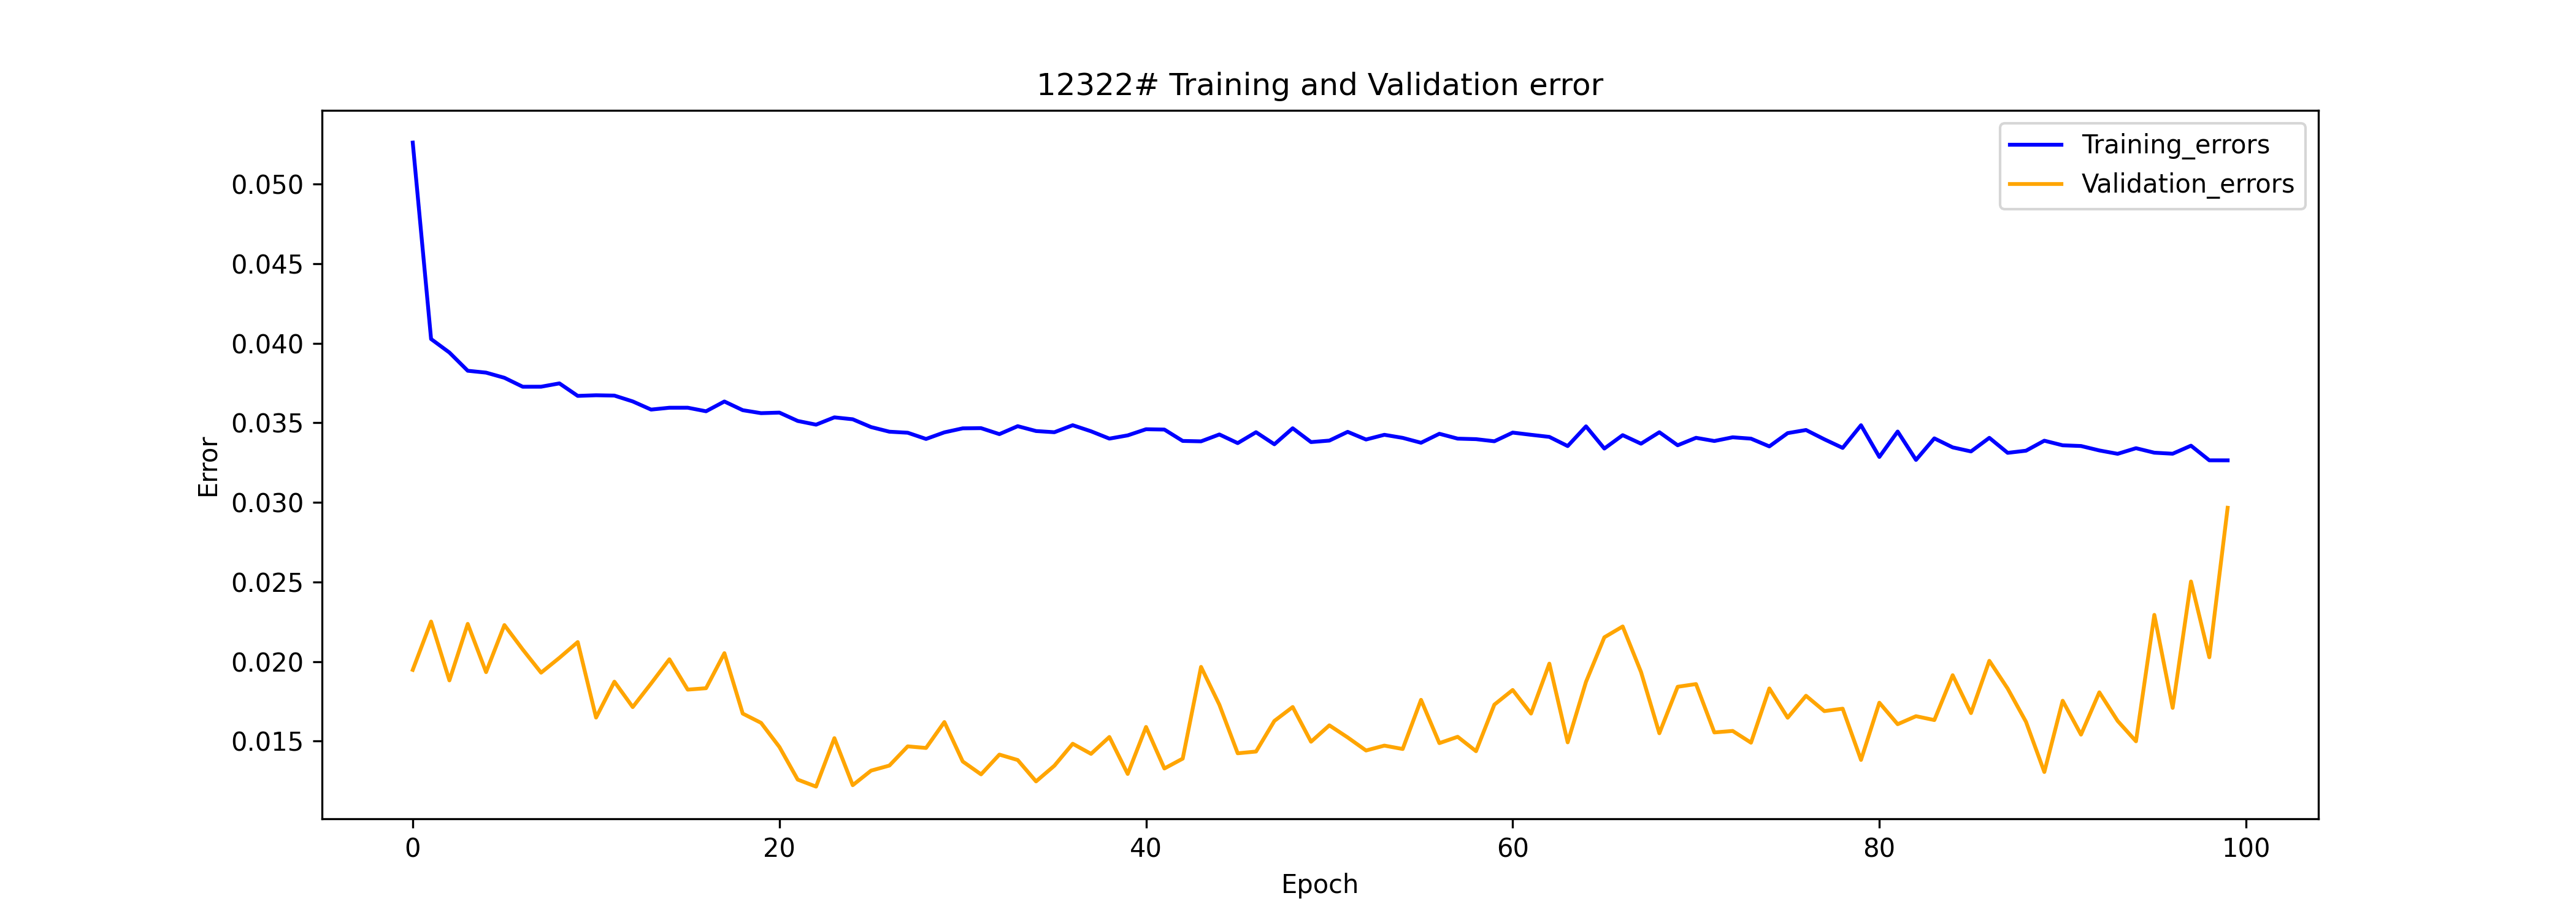 12322# Training and Validation error
Training_errors
Validation_errors
0.050
0.045
0.040
0.035
0.030
0.025
0.020
0.015
Error
0 20 40 60 80 100
Epoch